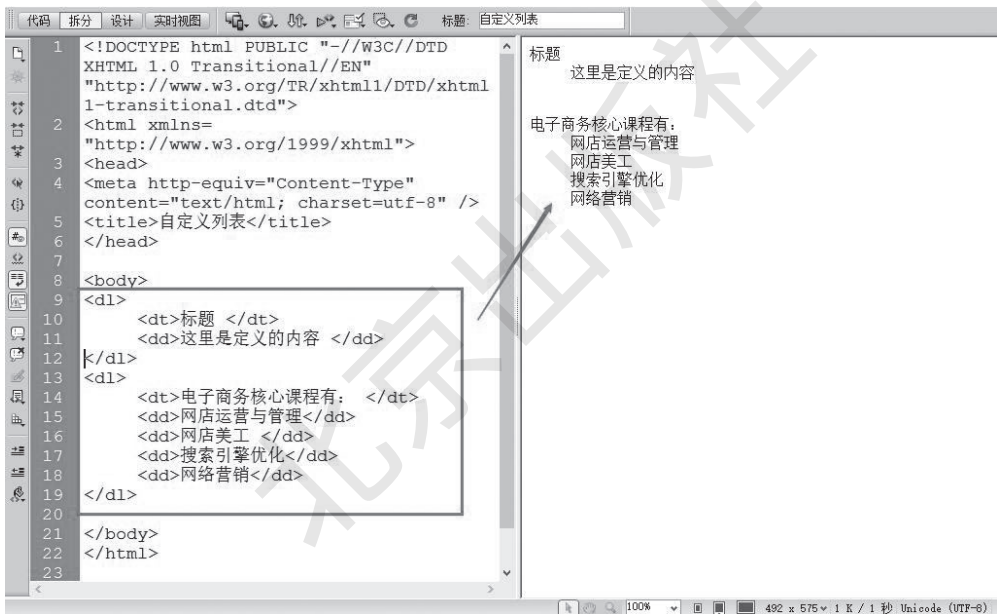 代码 拆分 设计 实时视图 标题: 自定义列表
1 <!DOCTYPE html PUBLIC "-//W3C//DTD
XHTML 1.0 Transitional//EN"
"http://www.w3.org/TR/xhtml1/DTD/xhtml
1-transitional.dtd">
2 <html xmlns=
"http://www.w3.org/1999/xhtml">
3 <head>
4 <meta http-equiv="Content-Type"
content="text/html; charset=utf-8" />
5 <title>自定义列表</title>
6 </head>
7
8 <body>
9 <dl>
10 <dt>标题 </dt>
11 <dd>这里是定义的内容 </dd>
12 </dl>
13 <dl>
14 <dt>电子商务核心课程有： </dt>
15 <dd>网店运营与管理</dd>
16 <dd>网店美工 </dd>
17 <dd>搜索引擎优化</dd>
18 <dd>网络营销</dd>
19 </dl>
20
21 </body>
22 </html>
23
标题
这里是定义的内容
电子商务核心课程有：
网店运营与管理
网店美工
搜索引擎优化
网络营销
100% 492 x 575 1 K / 1 秒 Unicode (UTF-8)
北京出版社